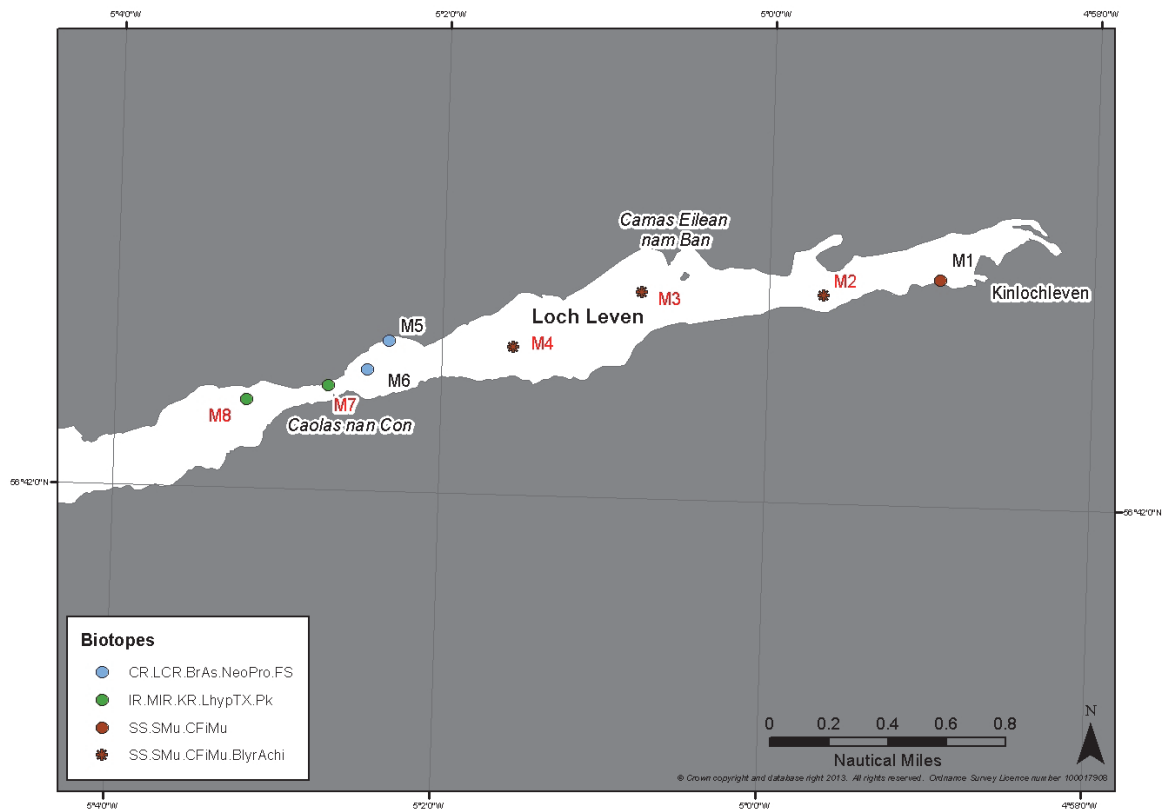 5°4'0"W
5°2'0"W
5°0'0"W
4°58'0"W
Camas Eilean
nam Ban
M1
M2
Kinlochleven
M3
Loch Leven
M5
M4
M6
M7
M8
Caolas nan Con
56°42'0"N
56°42'0"N
Biotopes
CR.LCR.BrAs.NeoPro.FS
IR.MIR.KR.LhypTX.Pk
SS.SMu.CFiMu
SS.SMu.CFiMu.BlyrAchi
N
0 0.2 0.4 0.6 0.8
Nautical Miles
© Crown copyright and database right 2013. All rights reserved. Ordnance Survey Licence number 100017908
5°4'0"W
5°2'0"W
5°0'0"W
4°58'0"W